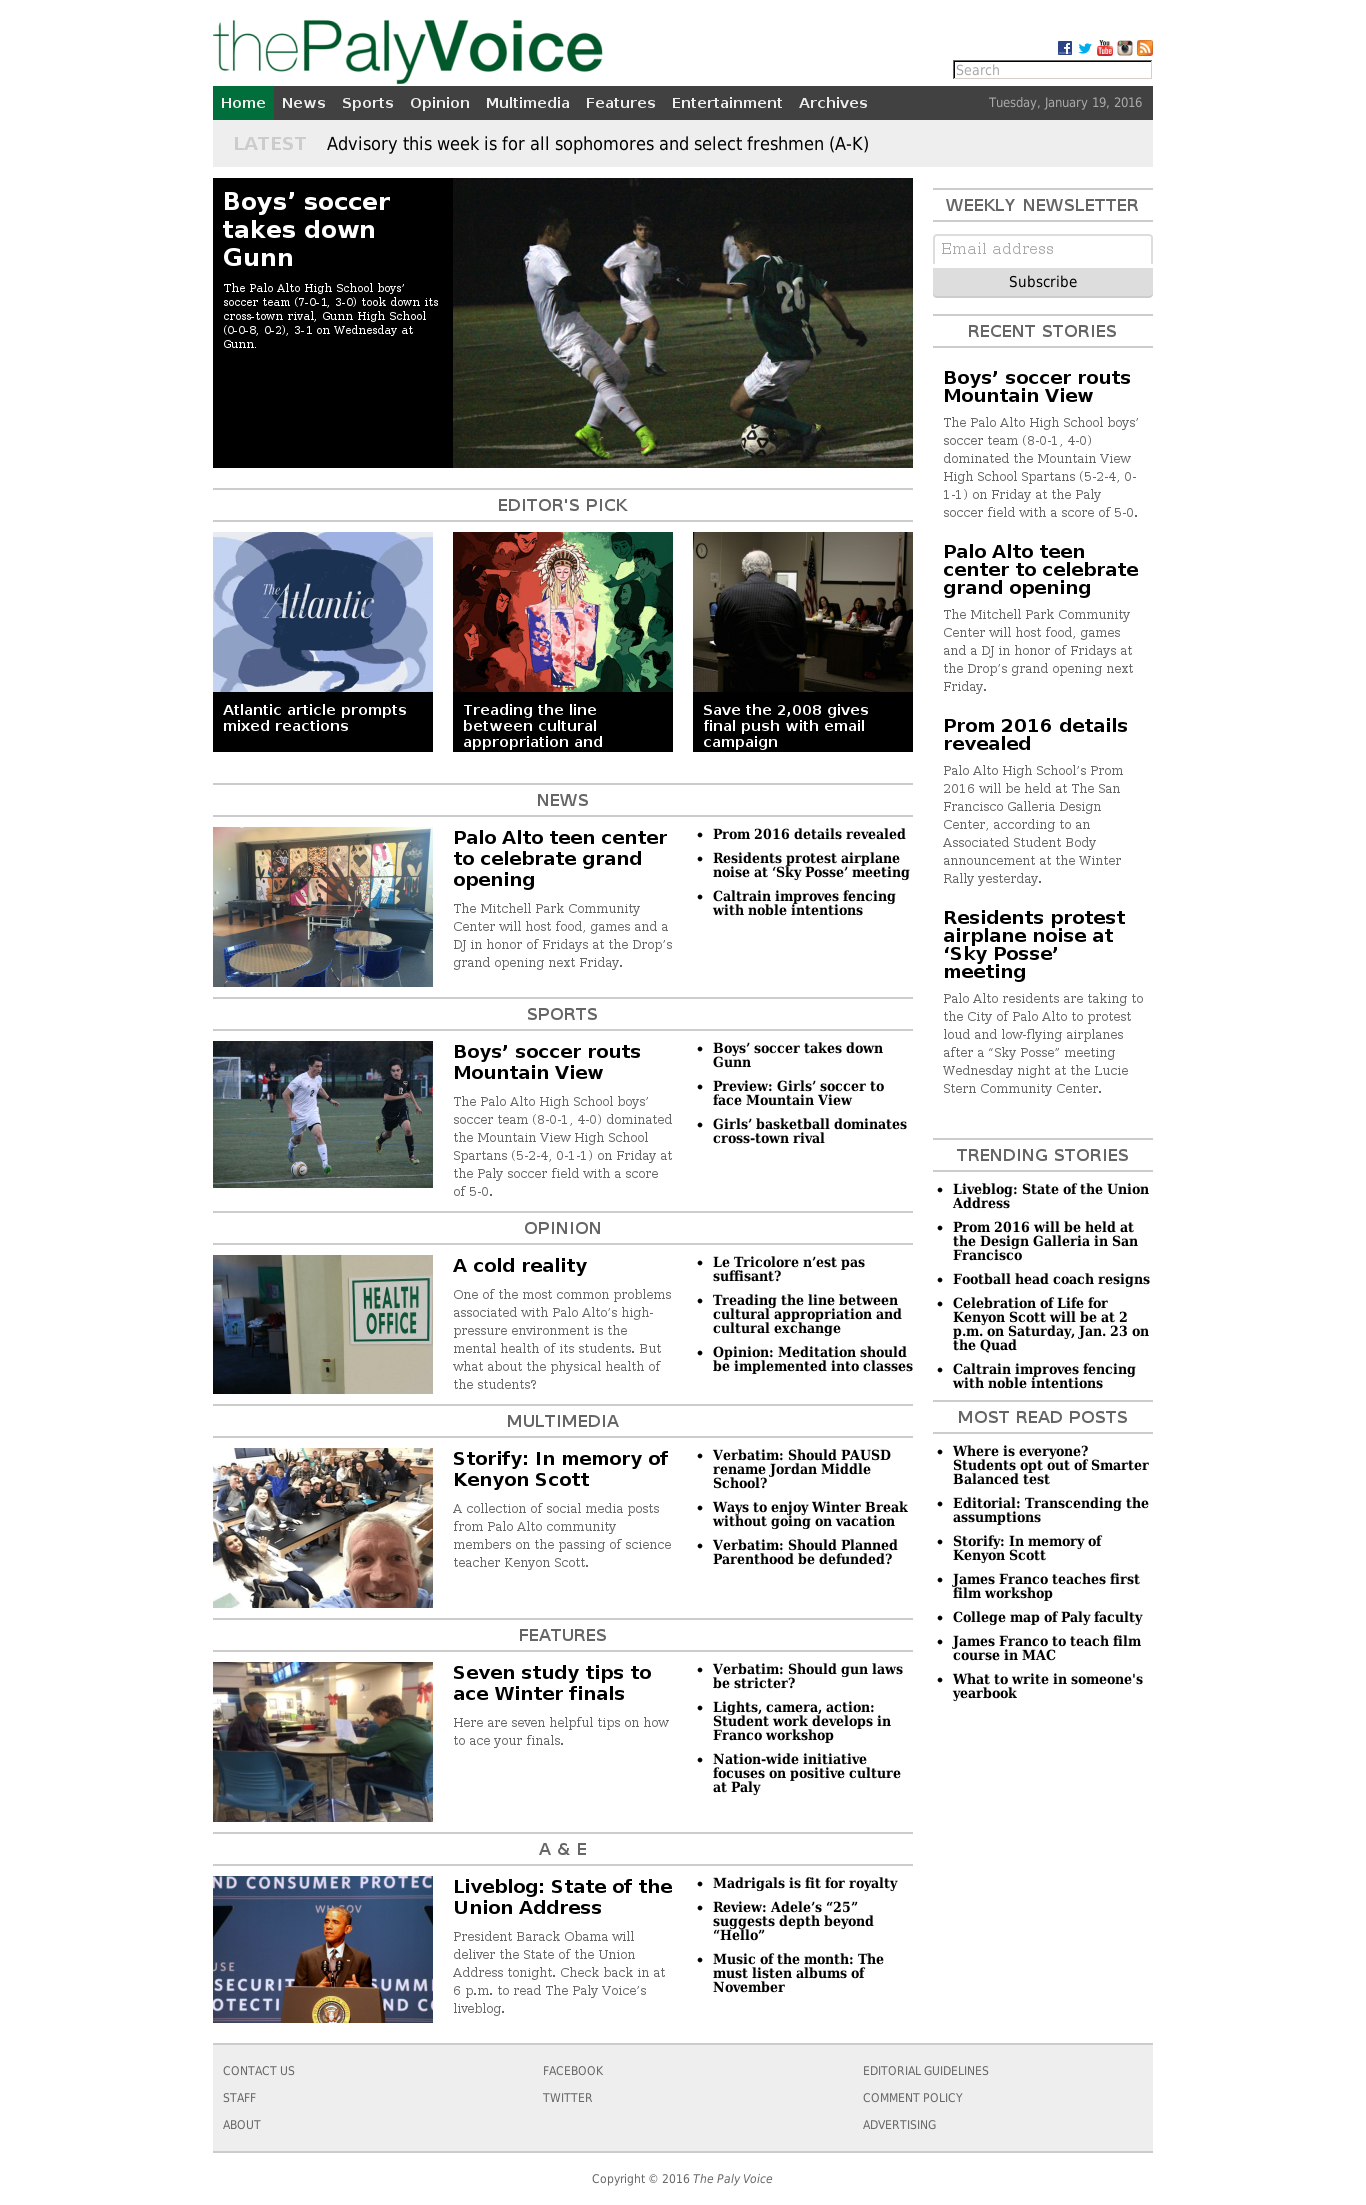 thePalyVoice
Search
Home News Sports Opinion Multimedia Features Entertainment Archives
Tuesday, January 19, 2016
LATEST Advisory this week is for all sophomores and select freshmen (A-K)
Boys’ soccer
takes down
Gunn
The Palo Alto High School boys’
soccer team (7-0-1, 3-0) took down its
cross-town rival, Gunn High School
(0-0-8, 0-2), 3-1 on Wednesday at
Gunn.
26
EDITOR'S PICK
The
Atlantic
Atlantic article prompts
mixed reactions
Treading the line
between cultural
appropriation and
Save the 2,008 gives
final push with email
campaign
NEWS
Palo Alto teen center
to celebrate grand
opening
The Mitchell Park Community
Center will host food, games and a
DJ in honor of Fridays at the Drop’s
grand opening next Friday.
• Prom 2016 details revealed
• Residents protest airplane
noise at ‘Sky Posse’ meeting
• Caltrain improves fencing
with noble intentions
SPORTS
Boys’ soccer routs
Mountain View
The Palo Alto High School boys’
soccer team (8-0-1, 4-0) dominated
the Mountain View High School
Spartans (5-2-4, 0-1-1) on Friday at
the Paly soccer field with a score
of 5-0.
• Boys’ soccer takes down
Gunn
• Preview: Girls’ soccer to
face Mountain View
• Girls’ basketball dominates
cross-town rival
OPINION
HEALTH
OFFICE
A cold reality
One of the most common problems
associated with Palo Alto’s high-
pressure environment is the
mental health of its students. But
what about the physical health of
the students?
• Le Tricolore n’est pas
suffisant?
• Treading the line between
cultural appropriation and
cultural exchange
• Opinion: Meditation should
be implemented into classes
MULTIMEDIA
Storify: In memory of
Kenyon Scott
A collection of social media posts
from Palo Alto community
members on the passing of science
teacher Kenyon Scott.
• Verbatim: Should PAUSD
rename Jordan Middle
School?
• Ways to enjoy Winter Break
without going on vacation
• Verbatim: Should Planned
Parenthood be defunded?
FEATURES
Seven study tips to
ace Winter finals
Here are seven helpful tips on how
to ace your finals.
• Verbatim: Should gun laws
be stricter?
• Lights, camera, action:
Student work develops in
Franco workshop
• Nation-wide initiative
focuses on positive culture
at Paly
A & E
ND CONSUMER PROTEC
WH.GOV
USE
SECURIT SUMM
OTECTI ND CO
Liveblog: State of the
Union Address
President Barack Obama will
deliver the State of the Union
Address tonight. Check back in at
6 p.m. to read The Paly Voice’s
liveblog.
• Madrigals is fit for royalty
• Review: Adele’s “25”
suggests depth beyond
“Hello”
• Music of the month: The
must listen albums of
November
WEEKLY NEWSLETTER
Email address
Subscribe
RECENT STORIES
Boys’ soccer routs
Mountain View
The Palo Alto High School boys’
soccer team (8-0-1, 4-0)
dominated the Mountain View
High School Spartans (5-2-4, 0-
1-1) on Friday at the Paly
soccer field with a score of 5-0.
Palo Alto teen
center to celebrate
grand opening
The Mitchell Park Community
Center will host food, games
and a DJ in honor of Fridays at
the Drop’s grand opening next
Friday.
Prom 2016 details
revealed
Palo Alto High School’s Prom
2016 will be held at The San
Francisco Galleria Design
Center, according to an
Associated Student Body
announcement at the Winter
Rally yesterday.
Residents protest
airplane noise at
‘Sky Posse’
meeting
Palo Alto residents are taking to
the City of Palo Alto to protest
loud and low-flying airplanes
after a “Sky Posse” meeting
Wednesday night at the Lucie
Stern Community Center.
TRENDING STORIES
• Liveblog: State of the Union
Address
• Prom 2016 will be held at
the Design Galleria in San
Francisco
• Football head coach resigns
• Celebration of Life for
Kenyon Scott will be at 2
p.m. on Saturday, Jan. 23 on
the Quad
• Caltrain improves fencing
with noble intentions
MOST READ POSTS
• Where is everyone?
Students opt out of Smarter
Balanced test
• Editorial: Transcending the
assumptions
• Storify: In memory of
Kenyon Scott
• James Franco teaches first
film workshop
• College map of Paly faculty
• James Franco to teach film
course in MAC
• What to write in someone's
yearbook
CONTACT US
STAFF
ABOUT
FACEBOOK
TWITTER
EDITORIAL GUIDELINES
COMMENT POLICY
ADVERTISING
Copyright © 2016 The Paly Voice